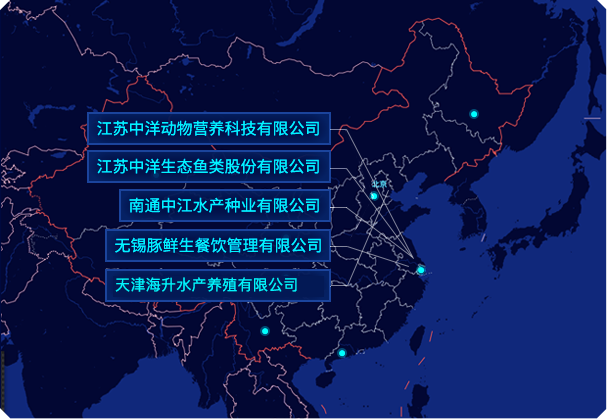 江苏中洋动物营养科技有限公司
江苏中洋生态鱼类股份有限公司
北京
南通中江水产种业有限公司
无锡豚鲜生餐饮管理有限公司
天津海升水产养殖有限公司